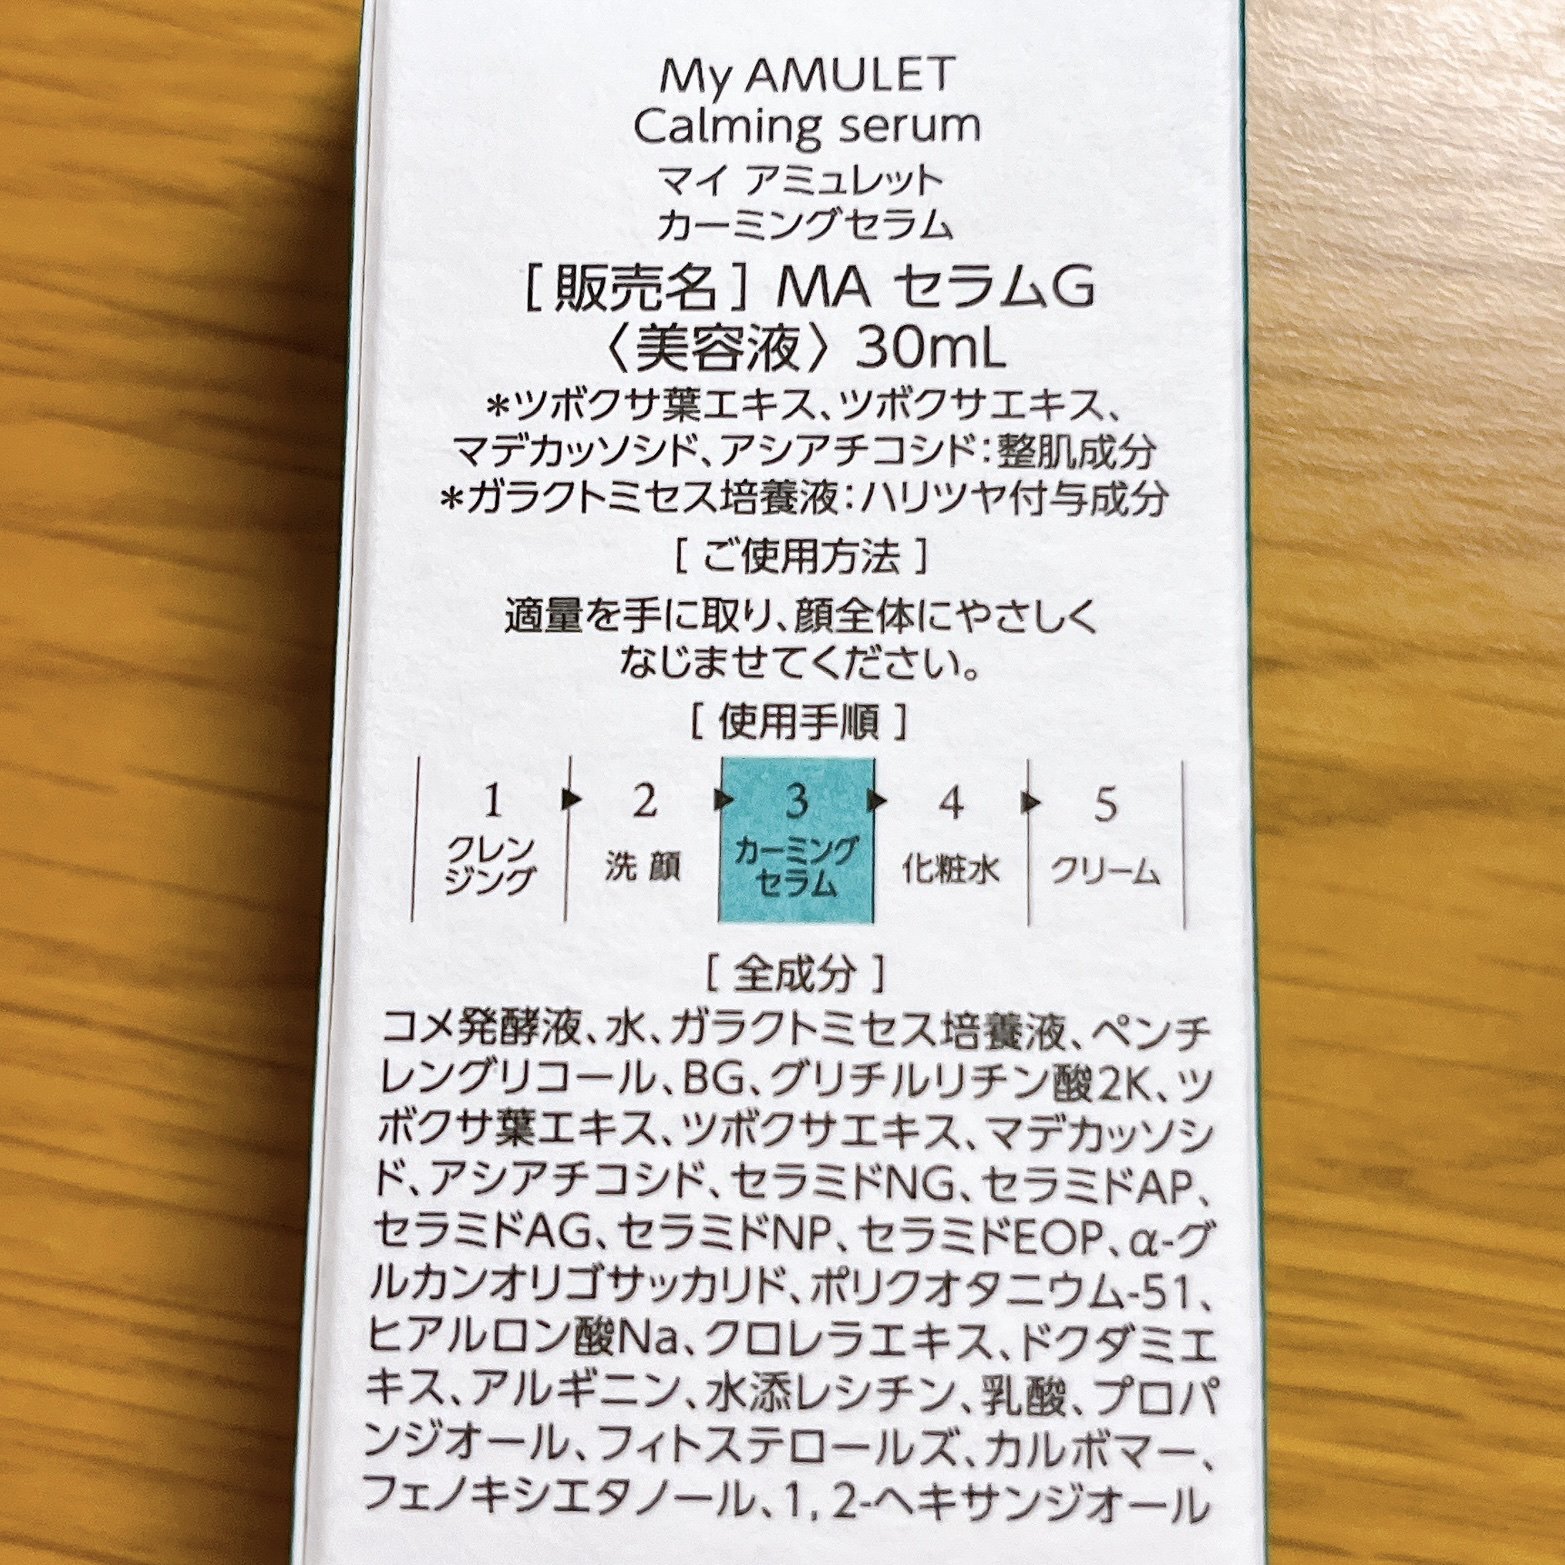 My AMULET
Calming serum
マイ アミュレット
カーミングセラム
[ 販売名 ] MA セラムG
〈美容液〉 30mL
*ツボクサ葉エキス、ツボクサエキス、
マデカッソシド、アシアチコシド：整肌成分
*ガラクトミセス培養液：ハリツヤ付与成分
[ ご使用方法 ]
適量を手に取り、顔全体にやさしく
なじませてください。
[ 使用手順 ]
1 ▶ 2 ▶ 3 ▶ 4 ▶ 5
クレン
ジング
洗 顔
カーミング
セラム
化粧水
クリーム
[ 全成分 ]
コメ発酵液、水、ガラクトミセス培養液、ペンチ
レングリコール、BG、グリチルリチン酸2K、ツ
ボクサ葉エキス、ツボクサエキス、マデカッソシ
ド、アシアチコシド、セラミドNG、セラミドAP、
セラミドAG、セラミドNP、セラミドEOP、α-グ
ルカンオリゴサッカリド、ポリクオタニウム-51、
ヒアルロン酸Na、クロレラエキス、ドクダミエ
キス、アルギニン、水添レシチン、乳酸、プロパ
ンジオール、フィトステロールズ、カルボマー、
フェノキシエタノール、1, 2-ヘキサンジオール